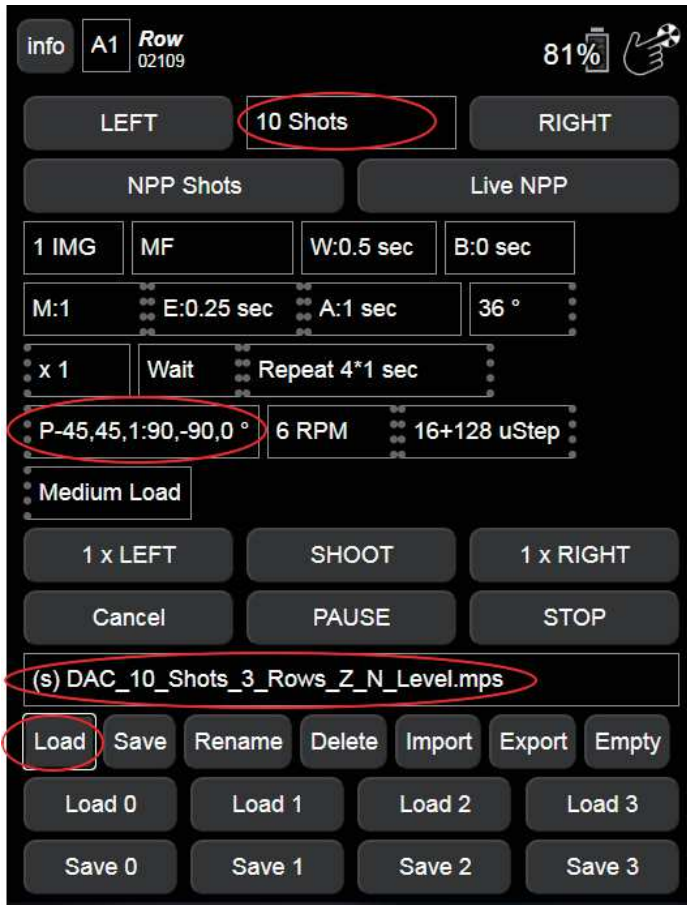 info A1 Row 81%
02109
LEFT 10 Shots RIGHT
NPP Shots Live NPP
1 IMG MF W:0.5 sec B:0 sec
M:1 E:0.25 sec A:1 sec 36 °
x 1 Wait Repeat 4*1 sec
P-45,45,1:90,-90,0 ° 6 RPM 16+128 uStep
Medium Load
1 x LEFT SHOOT 1 x RIGHT
Cancel PAUSE STOP
(s) DAC_10_Shots_3_Rows_Z_N_Level.mps
Load Save Rename Delete Import Export Empty
Load 0 Load 1 Load 2 Load 3
Save 0 Save 1 Save 2 Save 3